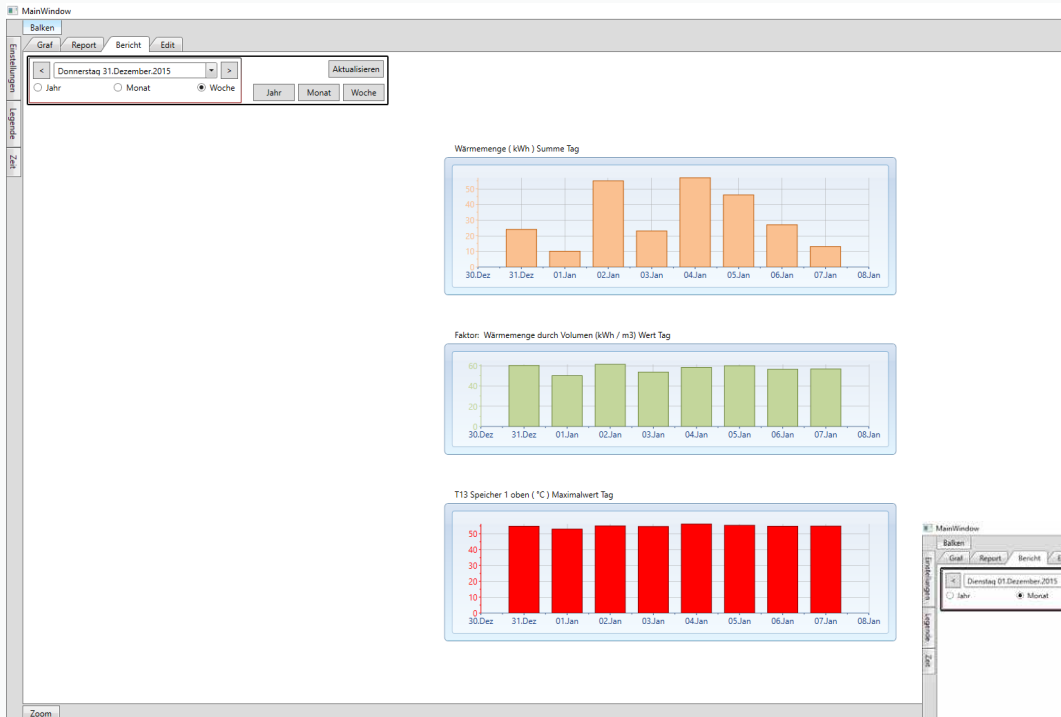 MainWindow
Balken
Graf Report Bericht Edit
Einstellungen
Legende
Zeit
< Donnerstag 31.Dezember.2015 > Aktualisieren
Jahr Monat Woche
Jahr Monat Woche
Wärmemenge ( kWh ) Summe Tag
50
40
30
20
10
0
30.Dez 31.Dez 01.Jan 02.Jan 03.Jan 04.Jan 05.Jan 06.Jan 07.Jan 08.Jan
Faktor: Wärmemenge durch Volumen (kWh / m3) Wert Tag
60
40
20
0
30.Dez 31.Dez 01.Jan 02.Jan 03.Jan 04.Jan 05.Jan 06.Jan 07.Jan 08.Jan
T13 Speicher 1 oben ( °C ) Maximalwert Tag
50
40
30
20
10
0
30.Dez 31.Dez 01.Jan 02.Jan 03.Jan 04.Jan 05.Jan 06.Jan 07.Jan 08.Jan
Zoom
MainWindow
Balken
Graf Report Bericht E
Einstellungen
Legende
Zeit
< Dienstag 01.Dezember.2015
Jahr Monat